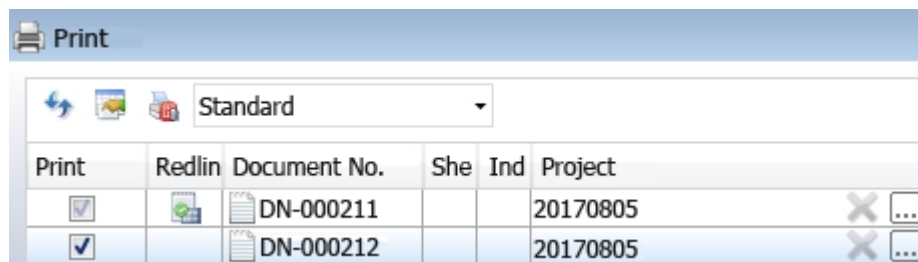 Print
Standard
Print Redlin Document No. She Ind Project
DN-000211 20170805 ...
DN-000212 20170805 ...